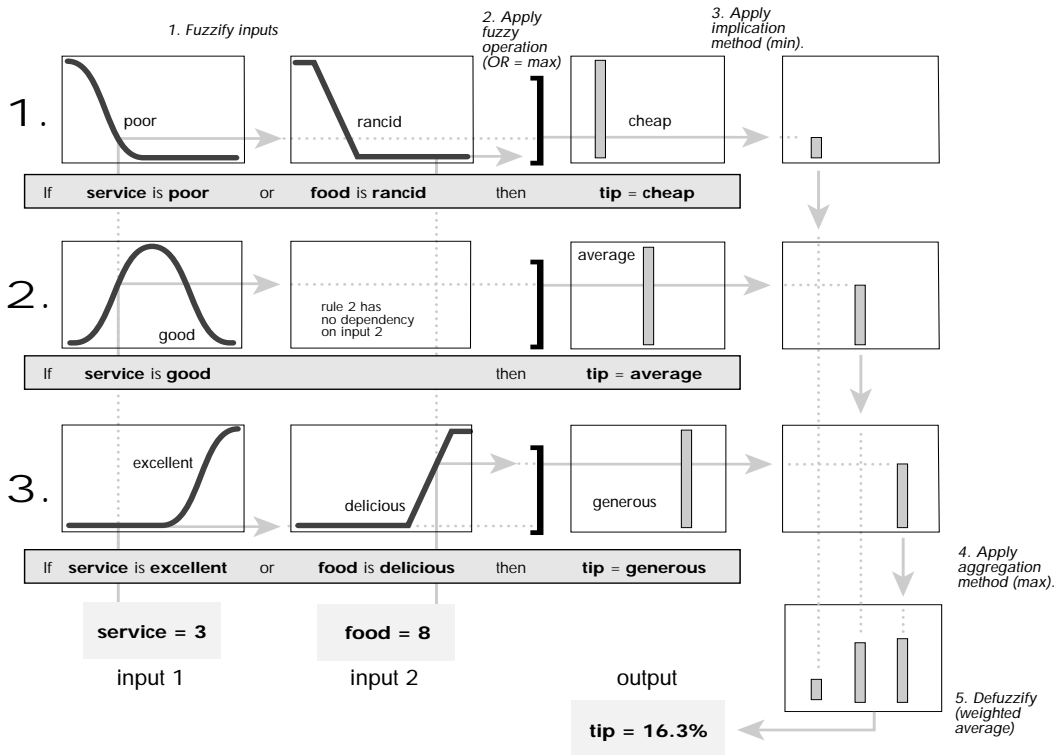 1. Fuzzify inputs
2. Apply
fuzzy
operation
(OR = max)
3. Apply
implication
method (min).
1.
poor
rancid
cheap
If service is poor or food is rancid then tip = cheap
2.
good
rule 2 has
no dependency
on input 2
average
If service is good then tip = average
3.
excellent
delicious
generous
If service is excellent or food is delicious then tip = generous
4. Apply
aggregation
method (max).
service = 3
food = 8
input 1
input 2
output
tip = 16.3%
5. Defuzzify
(weighted
average)